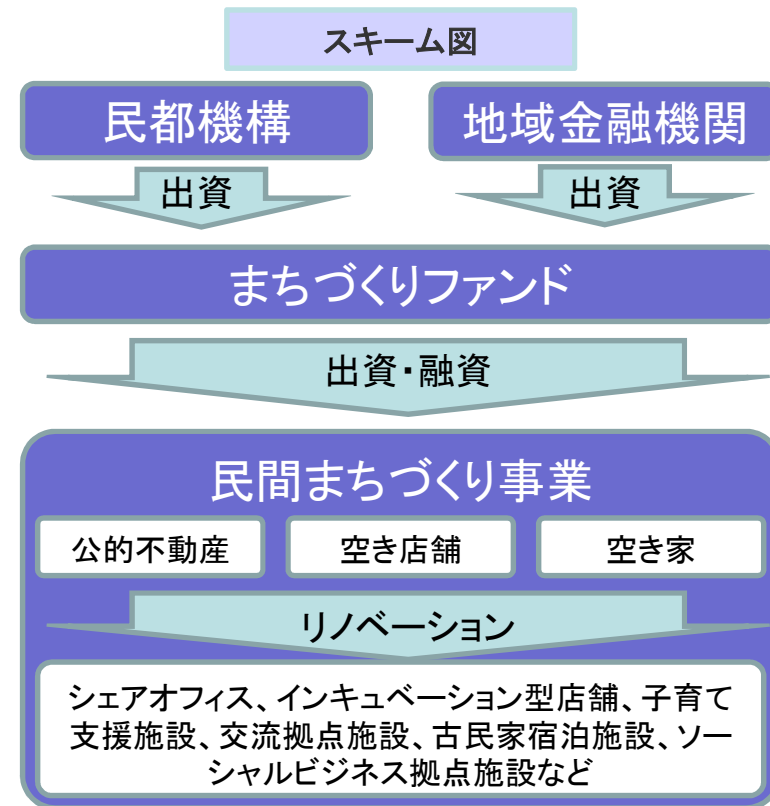 スキーム図
民都機構
地域金融機関
出資
出資
まちづくりファンド
出資・融資
民間まちづくり事業
公的不動産
空き店舗
空き家
リノベーション
シェアオフィス、インキュベーション型店舗、子育て
支援施設、交流拠点施設、古民家宿泊施設、ソー
シャルビジネス拠点施設など